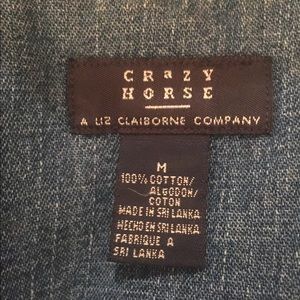 CRaZY
HORSE
A LIZ CLAIBORNE COMPANY
M
100% COTTON/
ALGODON/
COTON
MADE IN SRI LANKA
HECHO EN SRI LANKA
FABRIQUE A
SRI LANKA